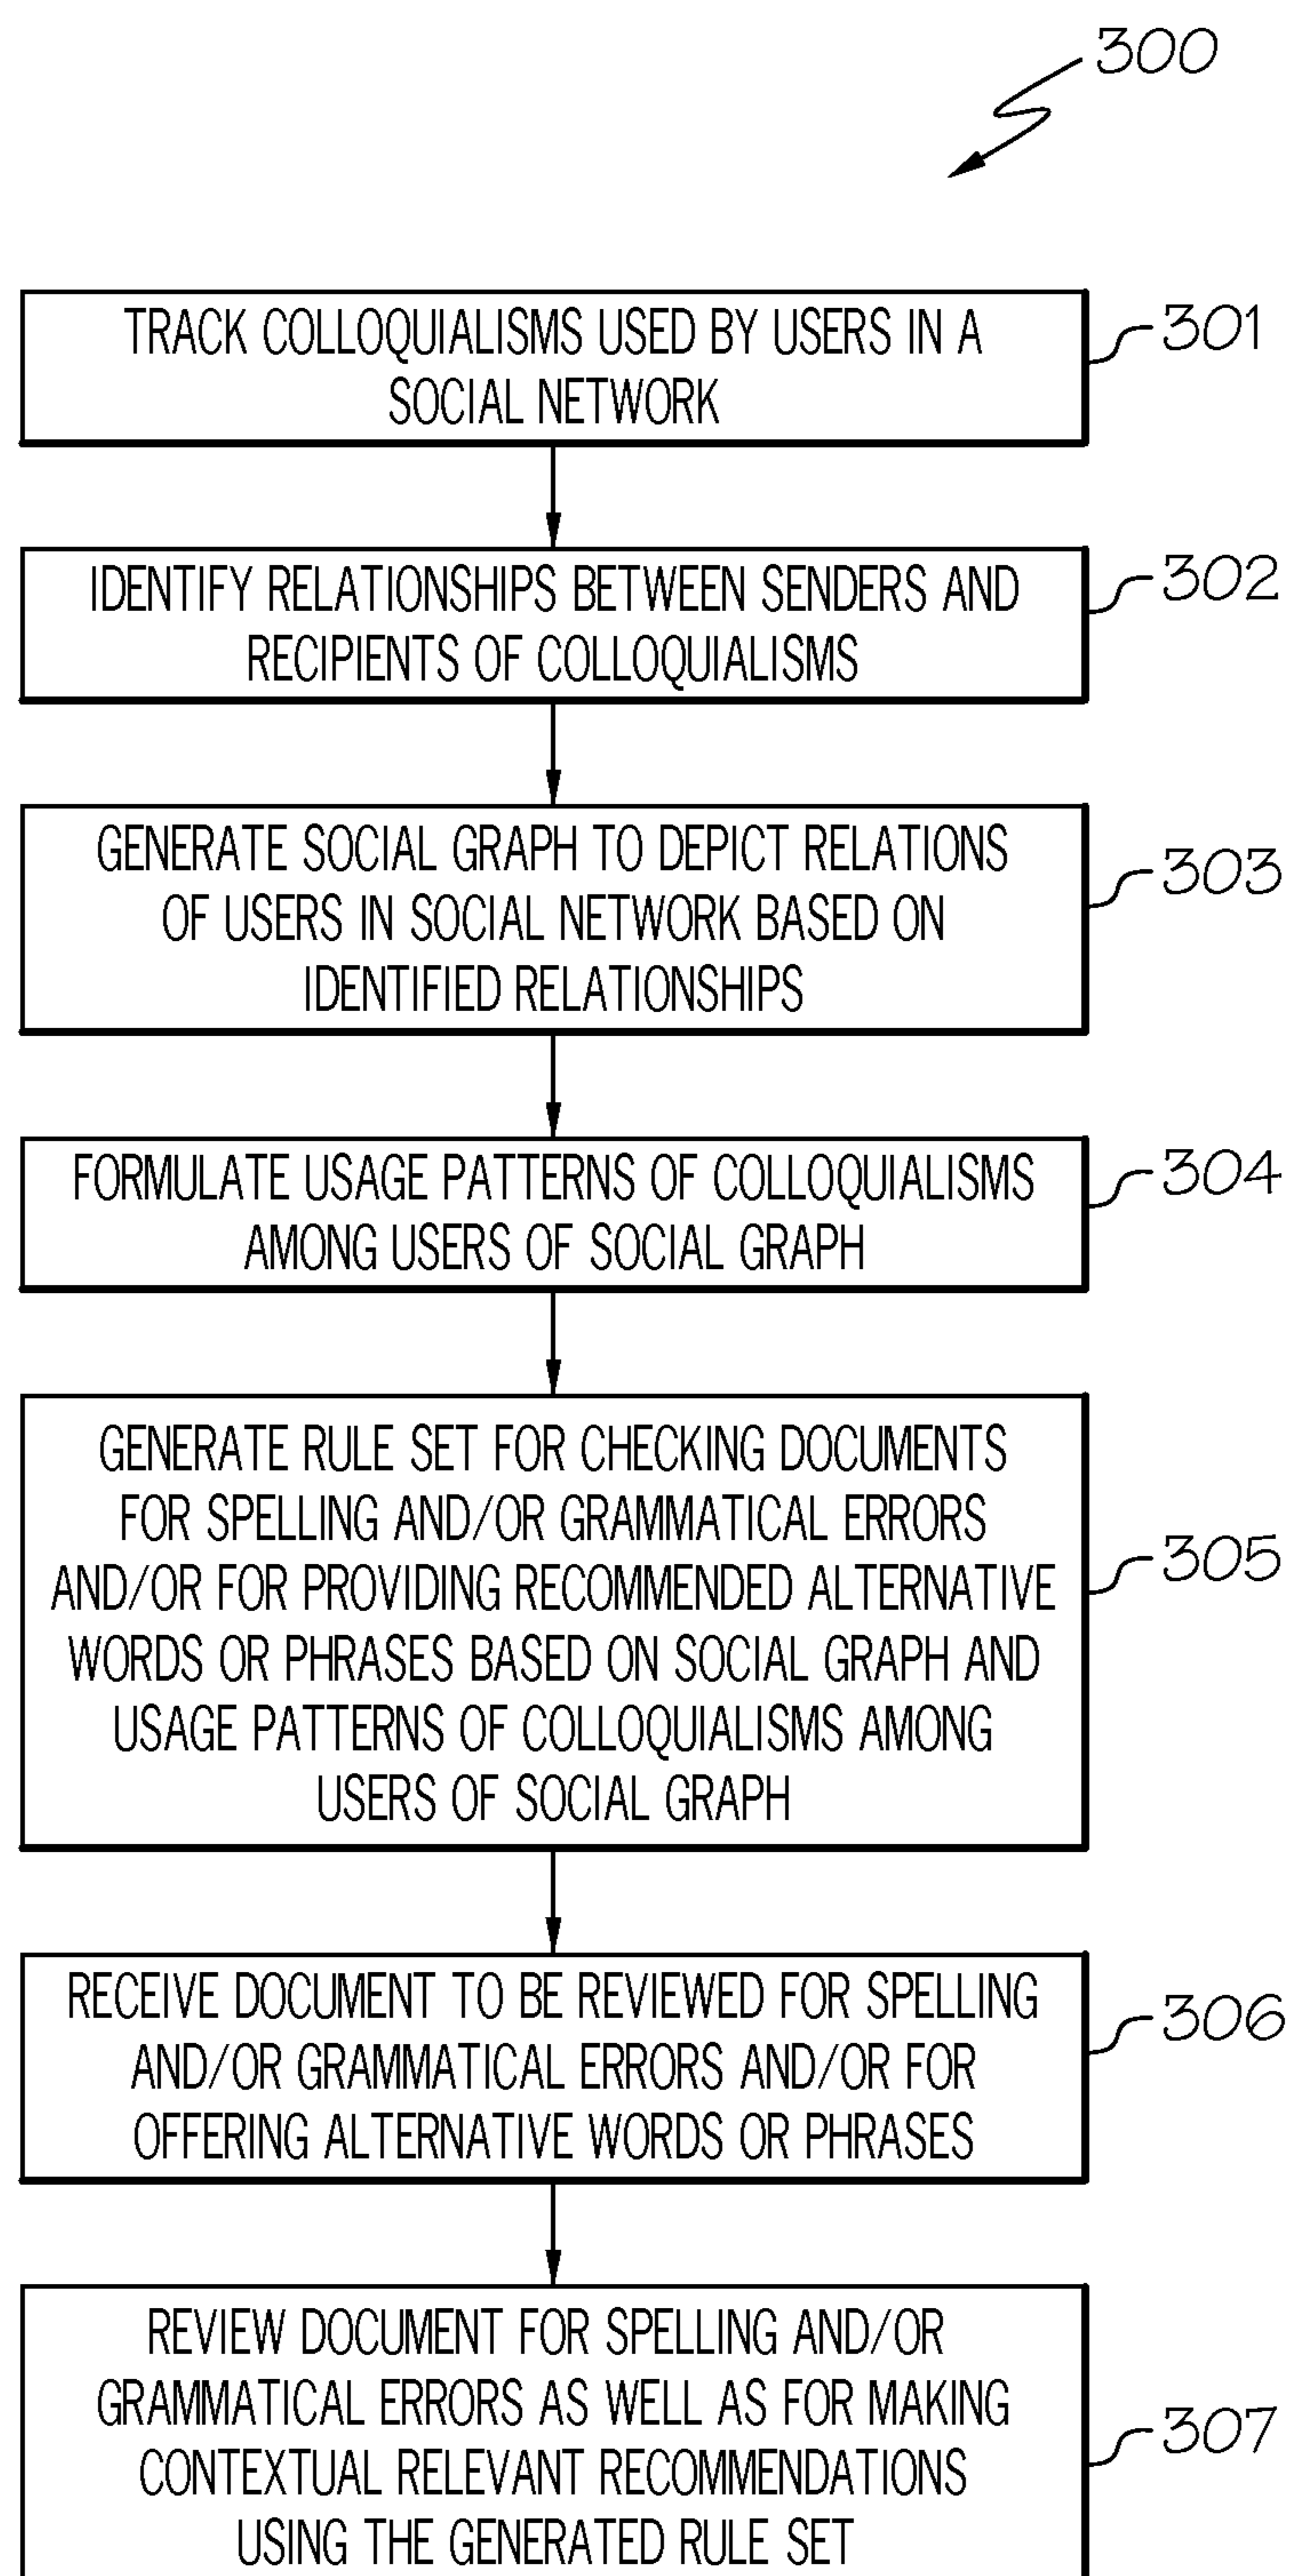 300
TRACK COLLOQUIALISMS USED BY USERS IN A
SOCIAL NETWORK
301
IDENTIFY RELATIONSHIPS BETWEEN SENDERS AND
RECIPIENTS OF COLLOQUIALISMS
302
GENERATE SOCIAL GRAPH TO DEPICT RELATIONS
OF USERS IN SOCIAL NETWORK BASED ON
IDENTIFIED RELATIONSHIPS
303
FORMULATE USAGE PATTERNS OF COLLOQUIALISMS
AMONG USERS OF SOCIAL GRAPH
304
GENERATE RULE SET FOR CHECKING DOCUMENTS
FOR SPELLING AND/OR GRAMMATICAL ERRORS
AND/OR FOR PROVIDING RECOMMENDED ALTERNATIVE
WORDS OR PHRASES BASED ON SOCIAL GRAPH AND
USAGE PATTERNS OF COLLOQUIALISMS AMONG
USERS OF SOCIAL GRAPH
305
RECEIVE DOCUMENT TO BE REVIEWED FOR SPELLING
AND/OR GRAMMATICAL ERRORS AND/OR FOR
OFFERING ALTERNATIVE WORDS OR PHRASES
306
REVIEW DOCUMENT FOR SPELLING AND/OR
GRAMMATICAL ERRORS AS WELL AS FOR MAKING
CONTEXTUAL RELEVANT RECOMMENDATIONS
USING THE GENERATED RULE SET
307